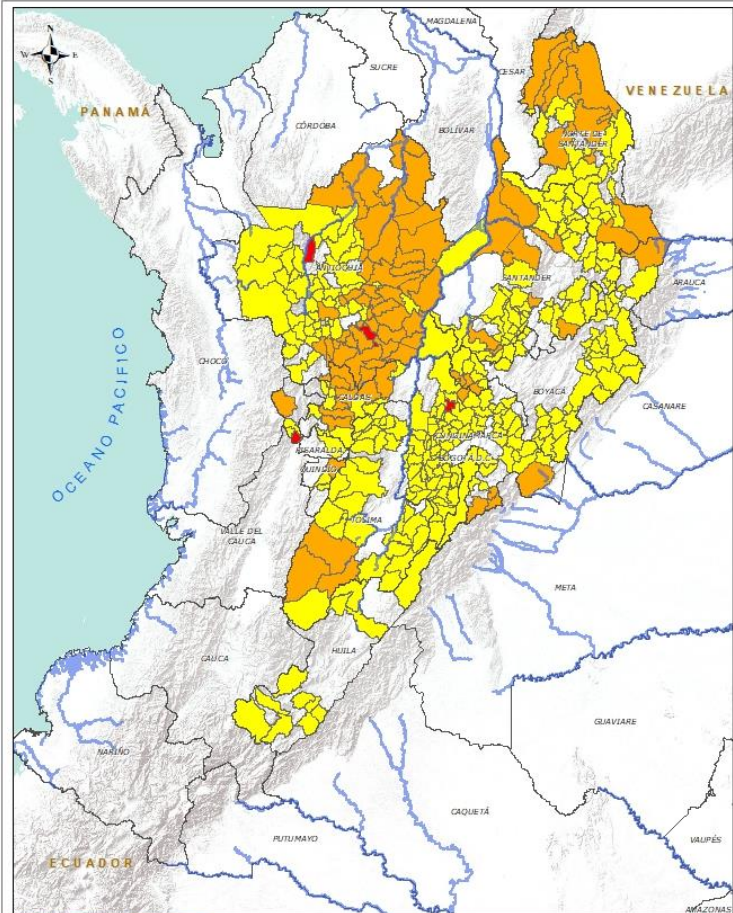 N
W E
S
MAGDALENA
SUCRE
CESAR
VENEZUELA
PANAMÁ
CÓRDOBA
BOLÍVAR
NORTE DE
SANTANDER
ANTIOQUIA
SANTANDER
ARAUCA
CHOCÓ
OCEANO PACIFICO
BOYACÁ
CALDAS
CASANARE
CUNDINAMARCA
RISARALDA
BOGOTÁ, D.C.
QUINDÍO
TOLIMA
VALLE DEL
CAUCA
META
CAUCA
HUILA
GUAVIARE
NARIÑO
CAQUETÁ
PUTUMAYO
VAUPÉS
ECUADOR
AMAZONAS